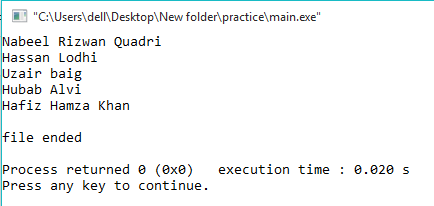 "C:\Users\dell\Desktop\New folder\practice\main.exe"
Nabeel Rizwan Quadri
Hassan Lodhi
Uzair baig
Hubab Alvi
Hafiz Hamza Khan
file ended
Process returned 0 (0x0)   execution time : 0.020 s
Press any key to continue.